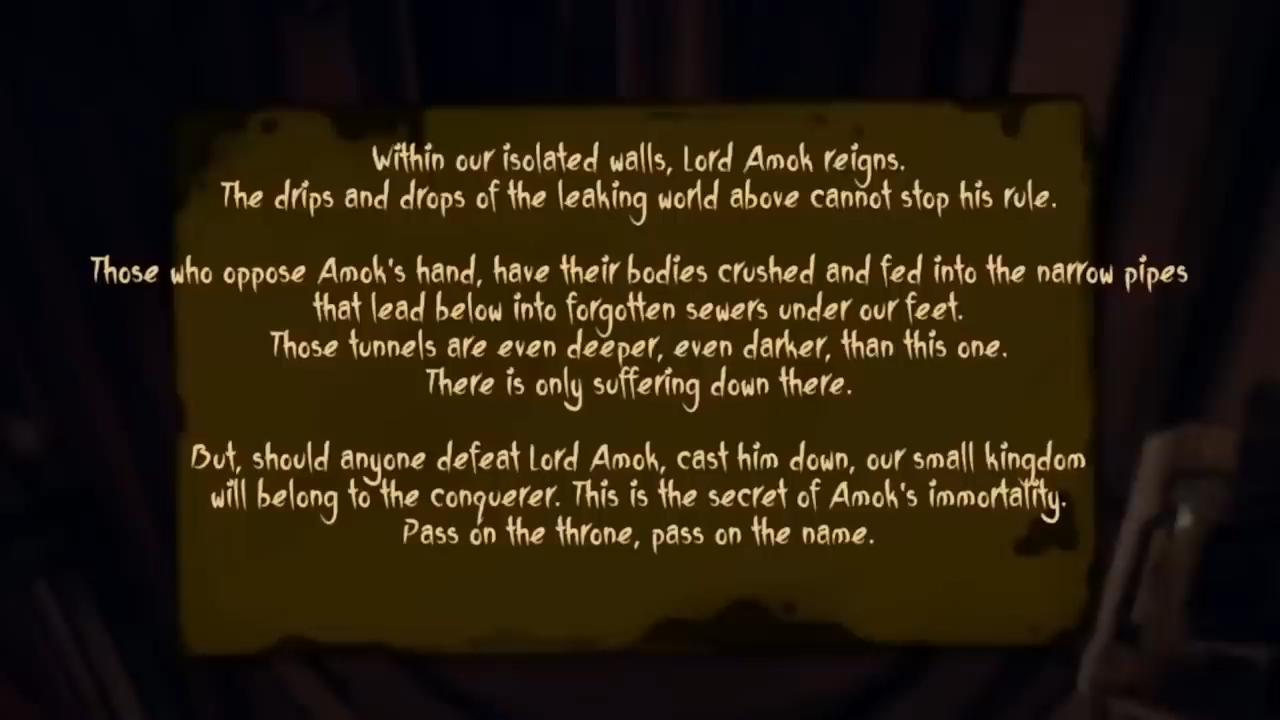 Within our isolated walls, Lord Amok reigns.
The drips and drops of the leaking world above cannot stop his rule.
Those who oppose Amok's hand, have their bodies crushed and fed into the narrow pipes
that lead below into forgotten sewers under our feet.
Those tunnels are even deeper, even darker, than this one.
There is only suffering down there.
But, should anyone defeat Lord Amok, cast him down, our small kingdom
will belong to the conquerer. This is the secret of Amok's immortality.
Pass on the throne, pass on the name.